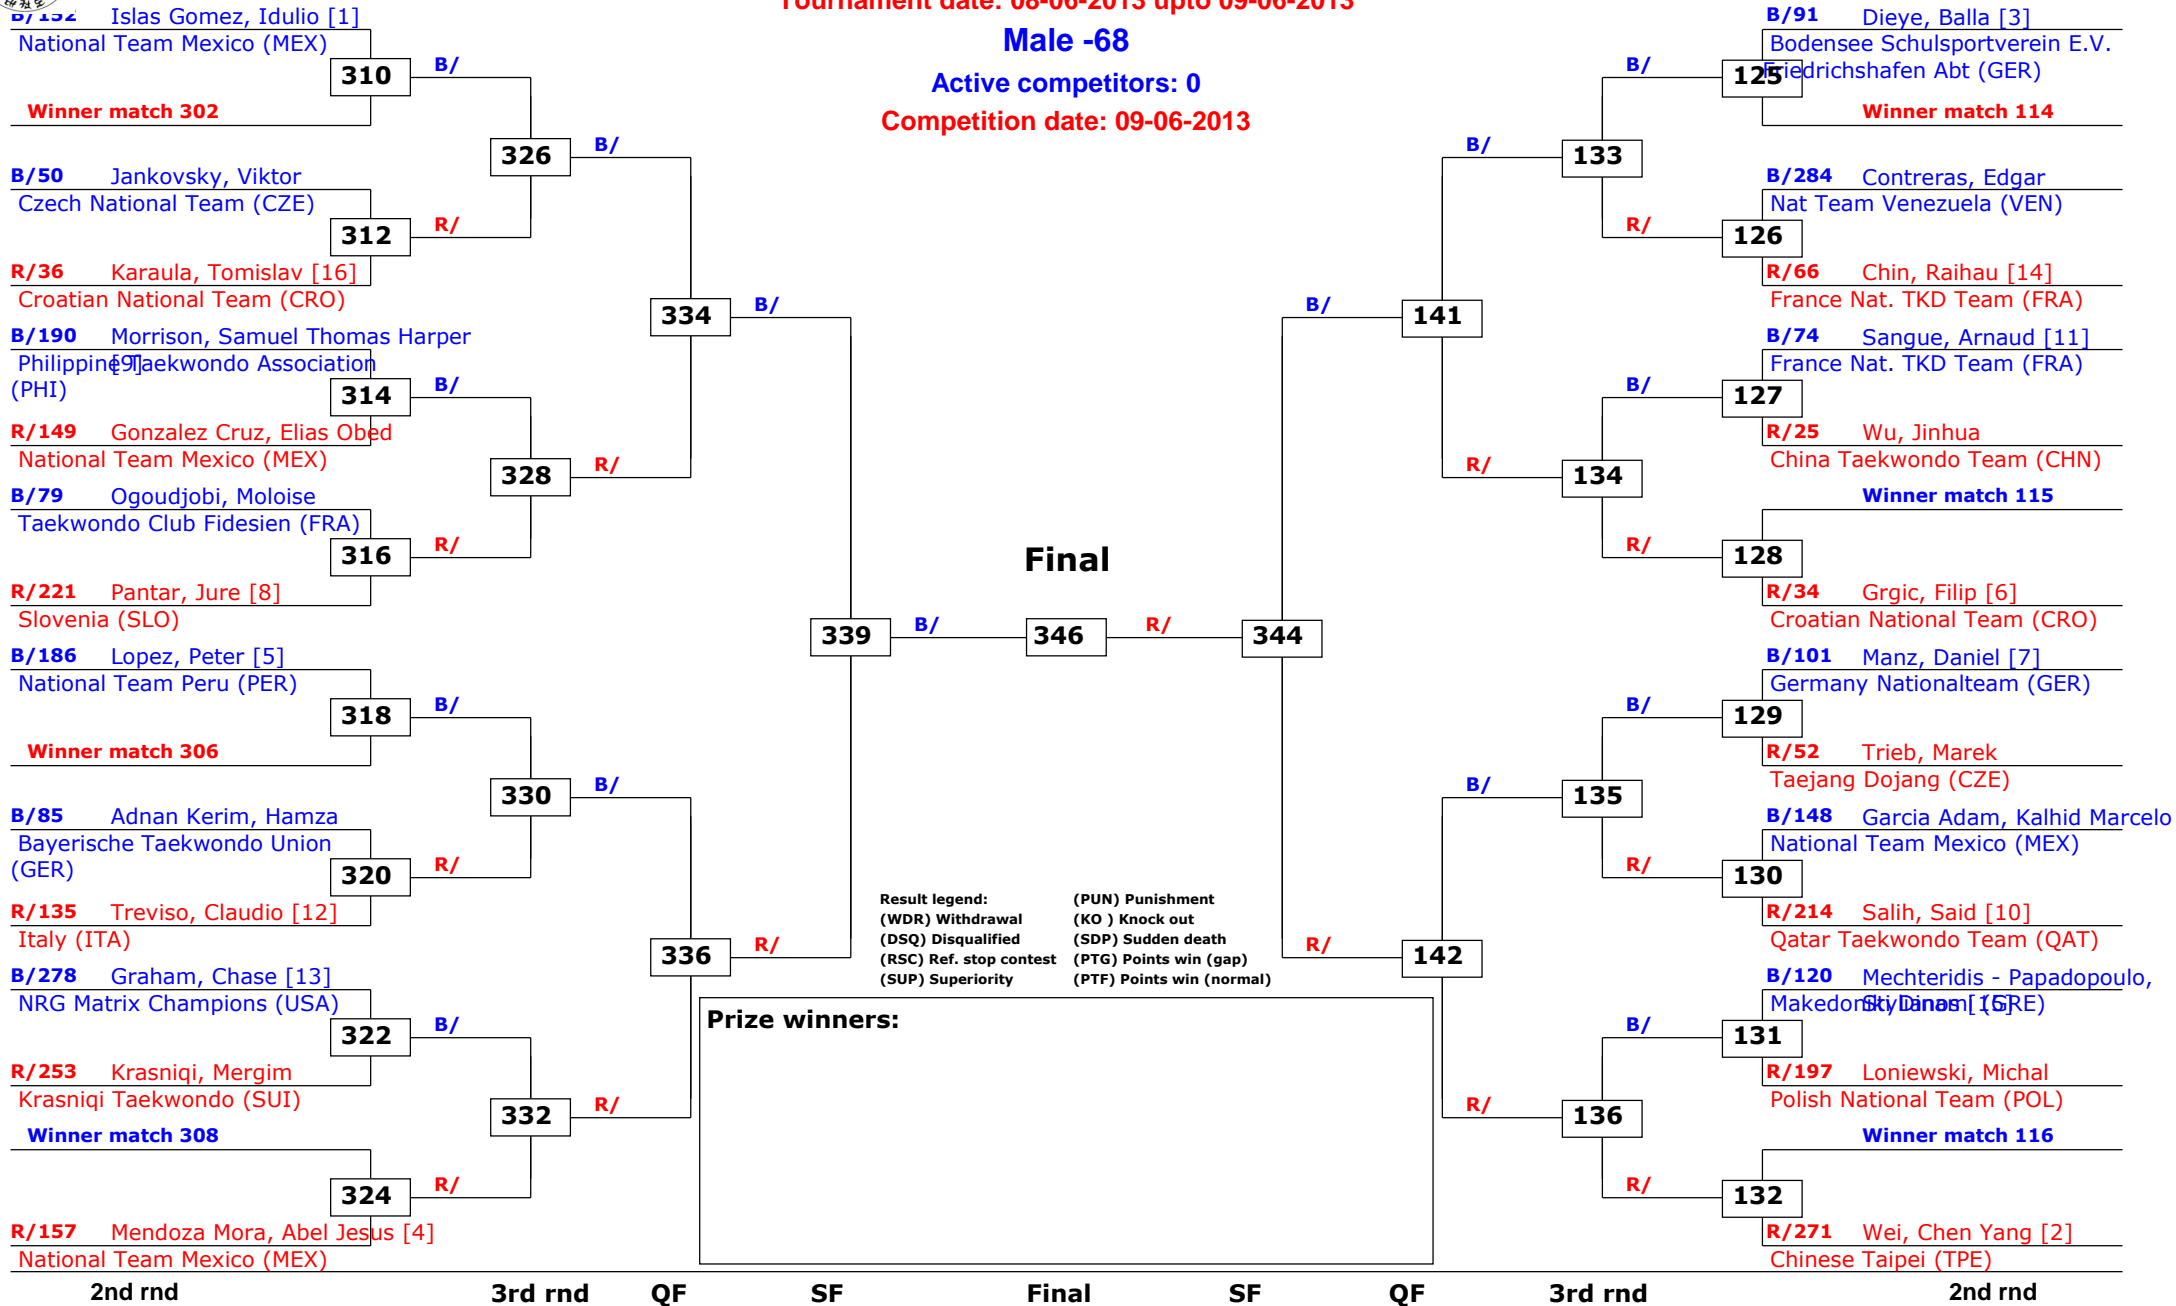 Tournament date: 08-06-2013 upto 09-06-2013
Male -68
Active competitors: 0
Competition date: 09-06-2013
B/152 Islas Gomez, Idulio [1]
National Team Mexico (MEX)
310 B/
Winner match 302
326 B/
B/50 Jankovsky, Viktor
Czech National Team (CZE)
312 R/
R/36 Karaula, Tomislav [16]
Croatian National Team (CRO)
334 B/
B/190 Morrison, Samuel Thomas Harper
[9]
Philippine Taekwondo Association
(PHI)
314 B/
R/149 Gonzalez Cruz, Elias Obed
National Team Mexico (MEX)
328 R/
B/79 Ogoudjobi, Moloise
Taekwondo Club Fidesien (FRA)
316 R/
R/221 Pantar, Jure [8]
Slovenia (SLO)
339 B/
B/186 Lopez, Peter [5]
National Team Peru (PER)
318 B/
Winner match 306
330 B/
B/85 Adnan Kerim, Hamza
Bayerische Taekwondo Union
(GER)
320 R/
R/135 Treviso, Claudio [12]
Italy (ITA)
336 R/
B/278 Graham, Chase [13]
NRG Matrix Champions (USA)
322 B/
R/253 Krasniqi, Mergim
Krasniqi Taekwondo (SUI)
332 R/
Winner match 308
324 R/
R/157 Mendoza Mora, Abel Jesus [4]
National Team Mexico (MEX)
Final
346
R/ 344
B/91 Dieye, Balla [3]
Bodensee Schulsportverein E.V.
Friedrichshafen Abt (GER)
B/ 125
Winner match 114
B/ 133
B/284 Contreras, Edgar
Nat Team Venezuela (VEN)
R/ 126
R/66 Chin, Raihau [14]
France Nat. TKD Team (FRA)
B/ 141
B/74 Sangue, Arnaud [11]
France Nat. TKD Team (FRA)
B/ 127
R/25 Wu, Jinhua
China Taekwondo Team (CHN)
R/ 134
Winner match 115
R/ 128
R/34 Grgic, Filip [6]
Croatian National Team (CRO)
B/101 Manz, Daniel [7]
Germany Nationalteam (GER)
B/ 129
R/52 Trieb, Marek
Taejang Dojang (CZE)
B/ 135
B/148 Garcia Adam, Kalhid Marcelo
National Team Mexico (MEX)
R/ 130
R/214 Salih, Said [10]
Qatar Taekwondo Team (QAT)
R/ 142
B/120 Mechteridis - Papadopoulo,
Stylianos [15]
Makedoniki Dinami (GRE)
B/ 131
R/197 Loniewski, Michal
Polish National Team (POL)
R/ 136
Winner match 116
R/ 132
R/271 Wei, Chen Yang [2]
Chinese Taipei (TPE)
Result legend: (PUN) Punishment
(WDR) Withdrawal (KO ) Knock out
(DSQ) Disqualified (SDP) Sudden death
(RSC) Ref. stop contest (PTG) Points win (gap)
(SUP) Superiority (PTF) Points win (normal)
Prize winners:
2nd rnd 3rd rnd QF SF Final SF QF 3rd rnd 2nd rnd